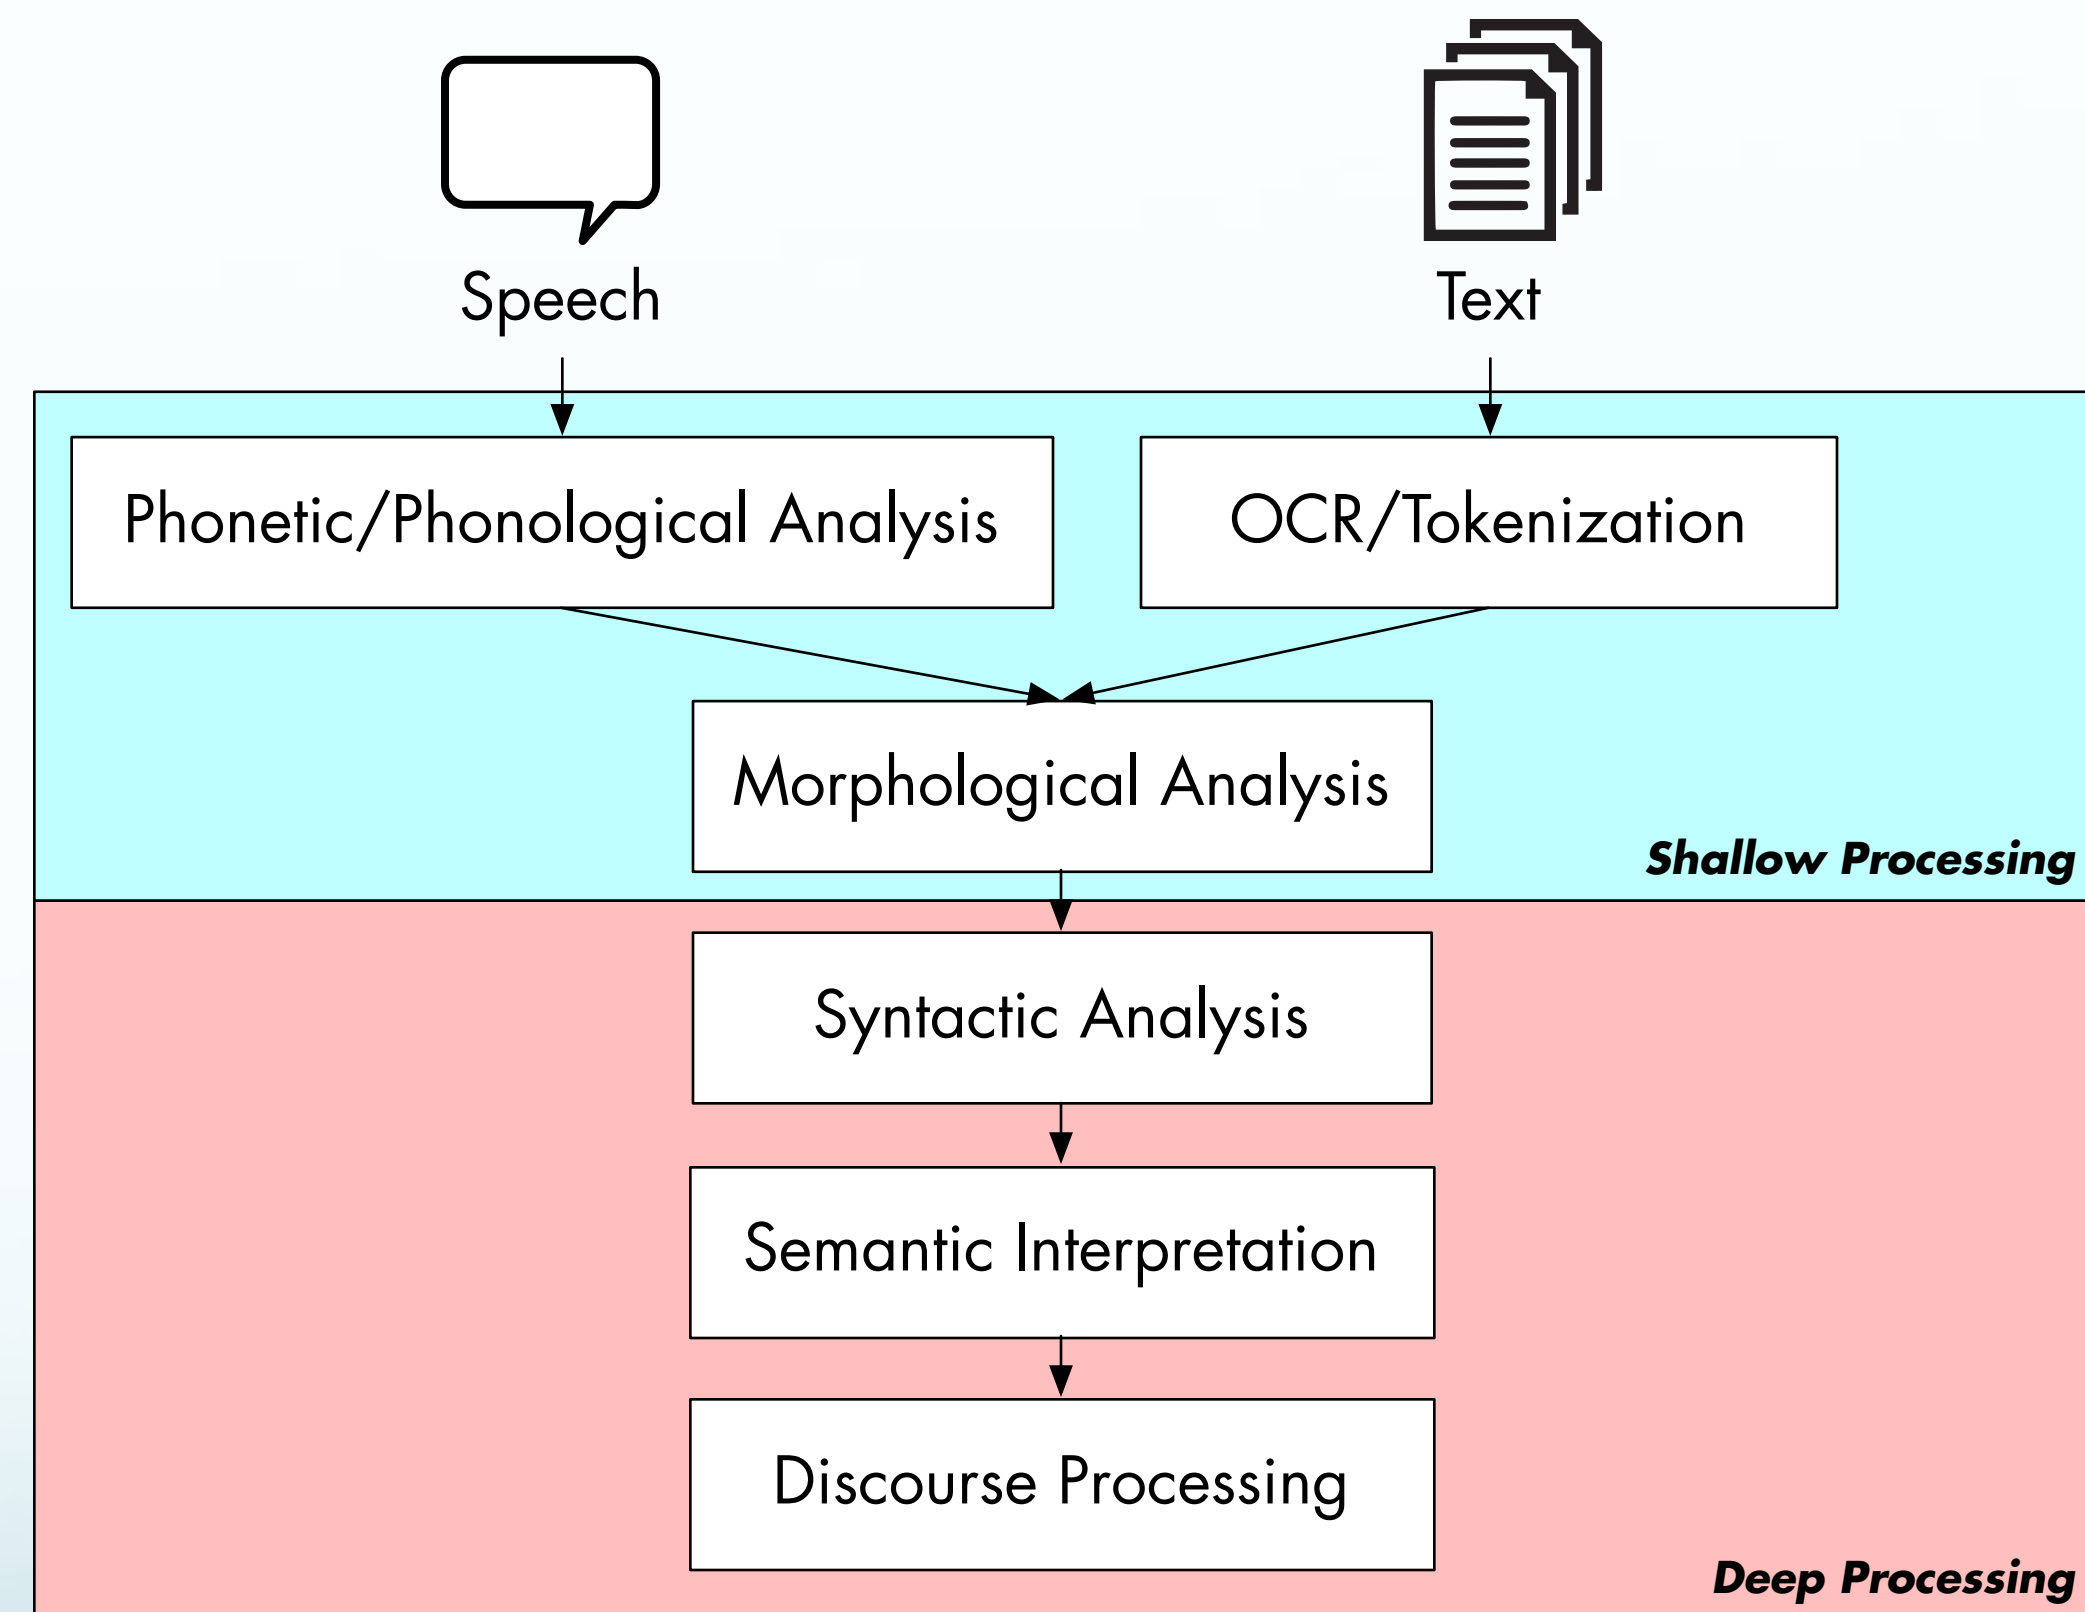 Speech
Text
Phonetic/Phonological Analysis
OCR/Tokenization
Morphological Analysis
Shallow Processing
Syntactic Analysis
Semantic Interpretation
Discourse Processing
Deep Processing